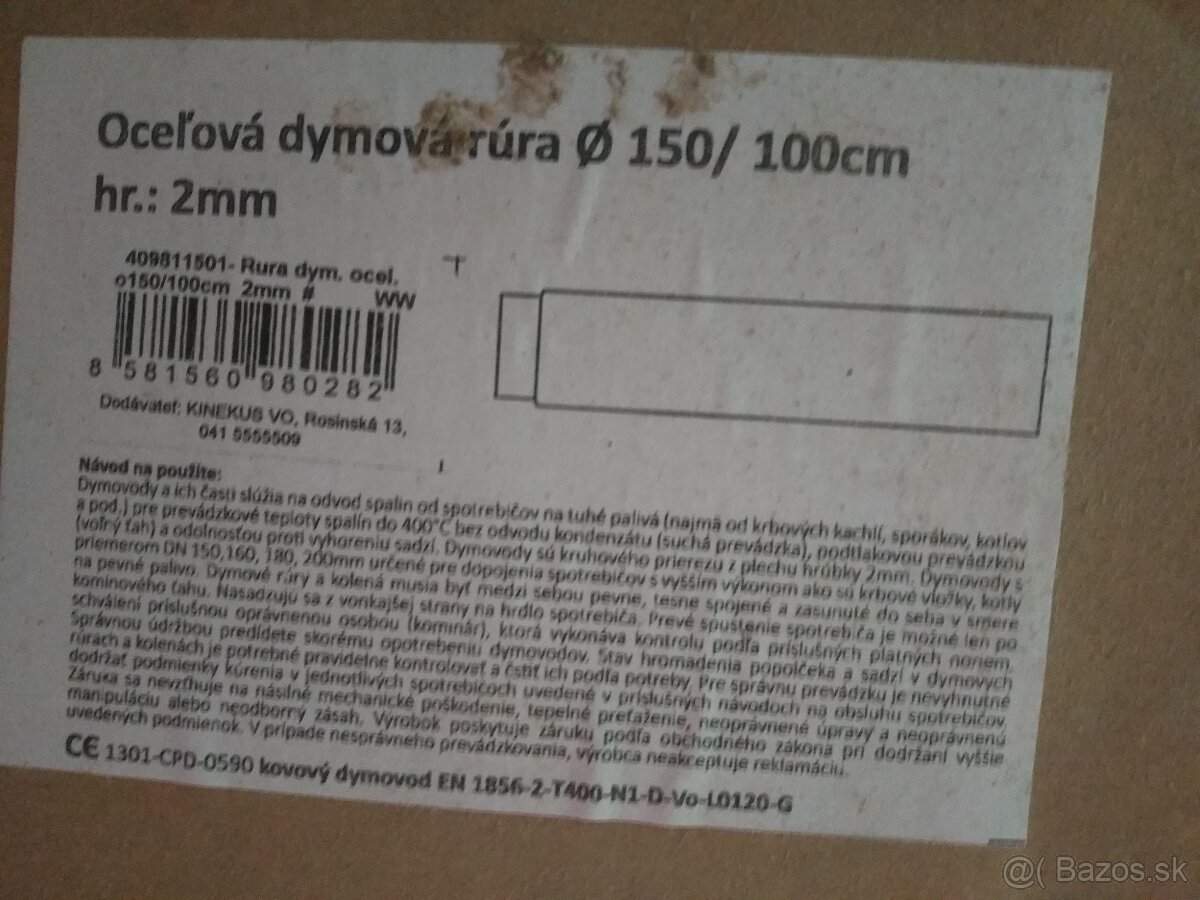 Oceľová dymová rúra Ø 150/ 100cm
hr.: 2mm
409811501- Rura dym. ocel.
o150/100cm 2mm # WW
8 581560 980282
Dodávateľ: KINEKUS VO, Rosinská 13,
041 5555509
Návod na použite:
Dymovody a ich časti slúžia na odvod spalin od spotrebičov na tuhé palivá (najmä od krbových kachlí, sporákov, kotlov
a pod.) pre prevádzkové teploty spalín do 400°C bez odvodu kondenzátu (suchá prevádzka), podtlakovou prevádzkou
(voľný ťah) a odolnosťou proti vyhoreniu sadzí. Dymovody sú kruhového prierezu z plechu hrúbky 2mm. Dymovody s
priemerom DN 150,160, 180, 200mm určené pre dopojenia spotrebičov s vyšším výkonom ako sú krbové vložky, kotly
na pevné palivo. Dymové rúry a kolená musia byť medzi sebou pevne, tesne spojené a zasunuté do seba v smere
komínového ťahu. Nasadzujú sa z vonkajšej strany na hrdlo spotrebiča. Prevé spustenie spotrebiča je možné len po
schválení príslušnou oprávnenou osobou (kominár), ktorá vykonáva kontrolu podľa príslušných platných noriem.
Správnou údržbou predídete skorému opotrebeniu dymovodov. Stav hromadenia popolčeka a sadzí v dymových
rúrach a kolenách je potrebné pravidelne kontrolovať a čistiť ich podľa potreby. Pre správnu prevádzku je nevyhnutné
dodržať podmienky kúrenia v jednotlivých spotrebičoch uvedené v príslušných návodoch na obsluhu spotrebičov.
Záruka sa nevzťhuje na násilné mechanické poškodenie, tepelné preťaženie, neoprávnené úpravy a neoprávnenú
manipuláciu alebo neodborný zásah. Výrobok poskytuje záruku podľa obchodného zákona pri dodržaní vyššie
uvedených podmienok. V prípade nesprávneho prevádzkovania, výrobca neakceptuje reklamáciu.
CE 1301-CPD-0590 kovový dymovod EN 1856-2-T400-N1-D-Vo-L0120-G
@( Bazos.sk